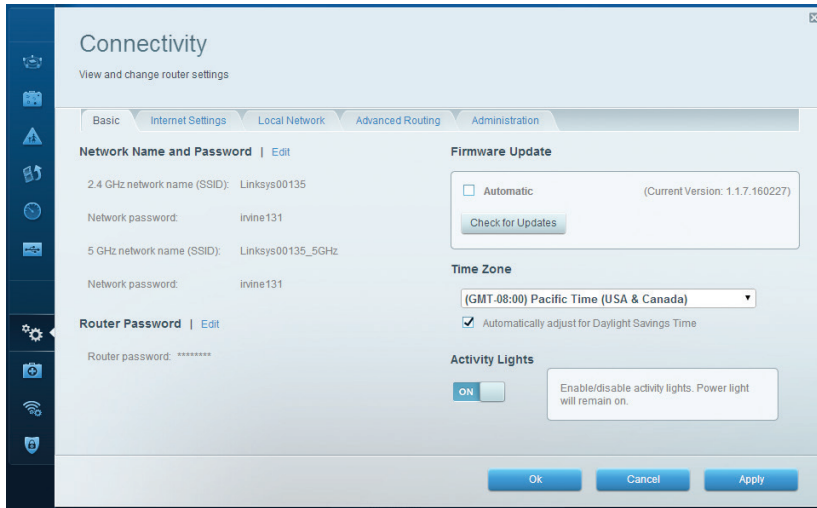 Connectivity
View and change router settings
Basic
Internet Settings
Local Network
Advanced Routing
Administration
Network Name and Password | Edit
2.4 GHz network name (SSID): Linksys00135
Network password: irvine131
5 GHz network name (SSID): Linksys00135_5GHz
Network password: irvine131
Router Password | Edit
Router password: ********
Firmware Update
Automatic
(Current Version: 1.1.7.160227)
Check for Updates
Time Zone
(GMT-08:00) Pacific Time (USA & Canada)
Automatically adjust for Daylight Savings Time
Activity Lights
ON
Enable/disable activity lights. Power light
will remain on.
Ok
Cancel
Apply